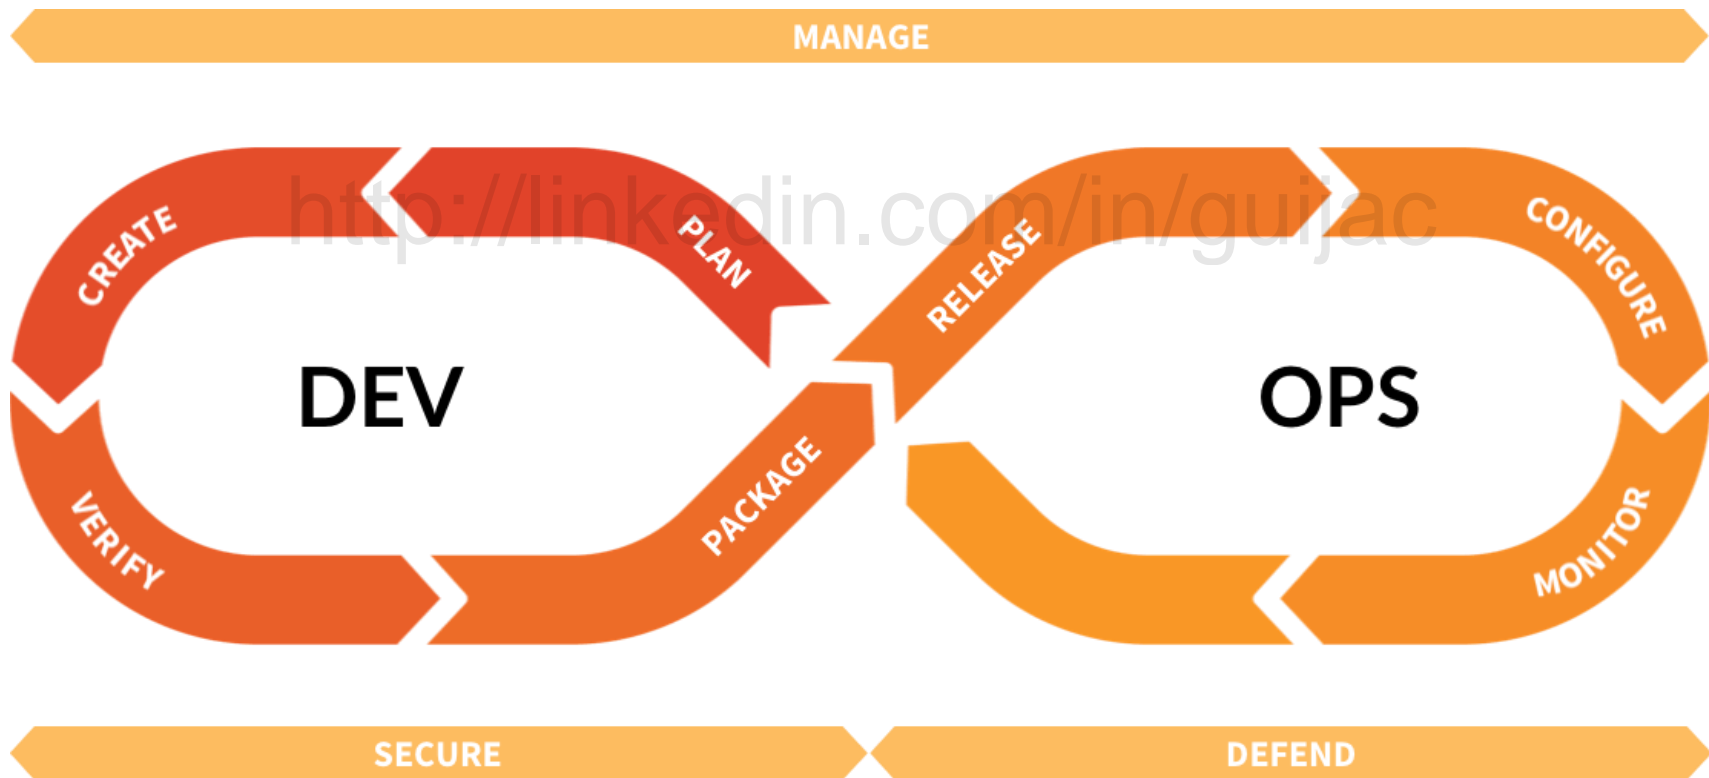 MANAGE
http://linkedin.com/in/guijac
CREATE
PLAN
RELEASE
CONFIGURE
DEV
OPS
VERIFY
PACKAGE
MONITOR
SECURE
DEFEND